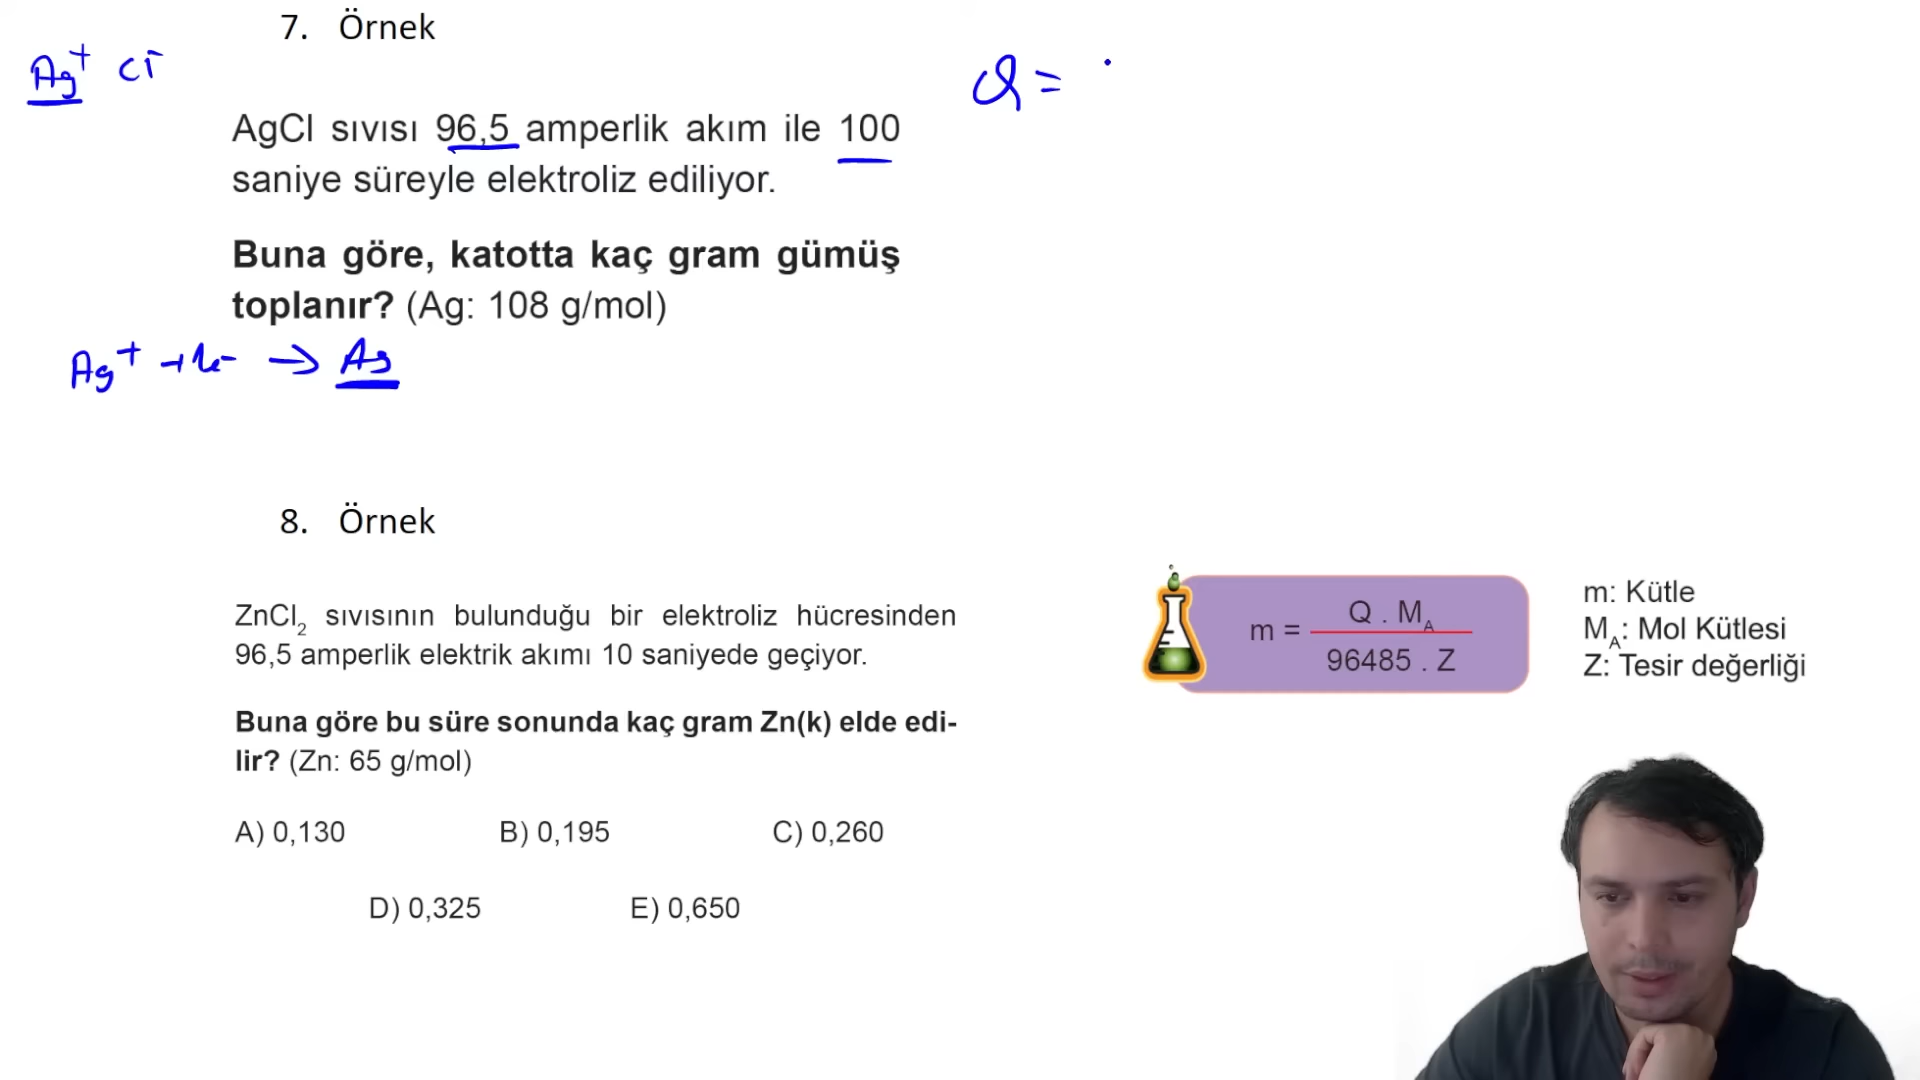 7. Örnek
Ag⁺ Cl⁻
Q =
AgCl sıvısı 96,5 amperlik akım ile 100
saniye süreyle elektroliz ediliyor.
Buna göre, katotta kaç gram gümüş
toplanır? (Ag: 108 g/mol)
Ag⁺ + 1e⁻ → Ag
8. Örnek
ZnCl₂ sıvısının bulunduğu bir elektroliz hücresinden
96,5 amperlik elektrik akımı 10 saniyede geçiyor.
Buna göre bu süre sonunda kaç gram Zn(k) elde edi-
lir? (Zn: 65 g/mol)
A) 0,130 B) 0,195 C) 0,260
D) 0,325 E) 0,650
m = Q . M_A / 96485 . Z
m: Kütle
M_A: Mol Kütlesi
Z: Tesir değerliği